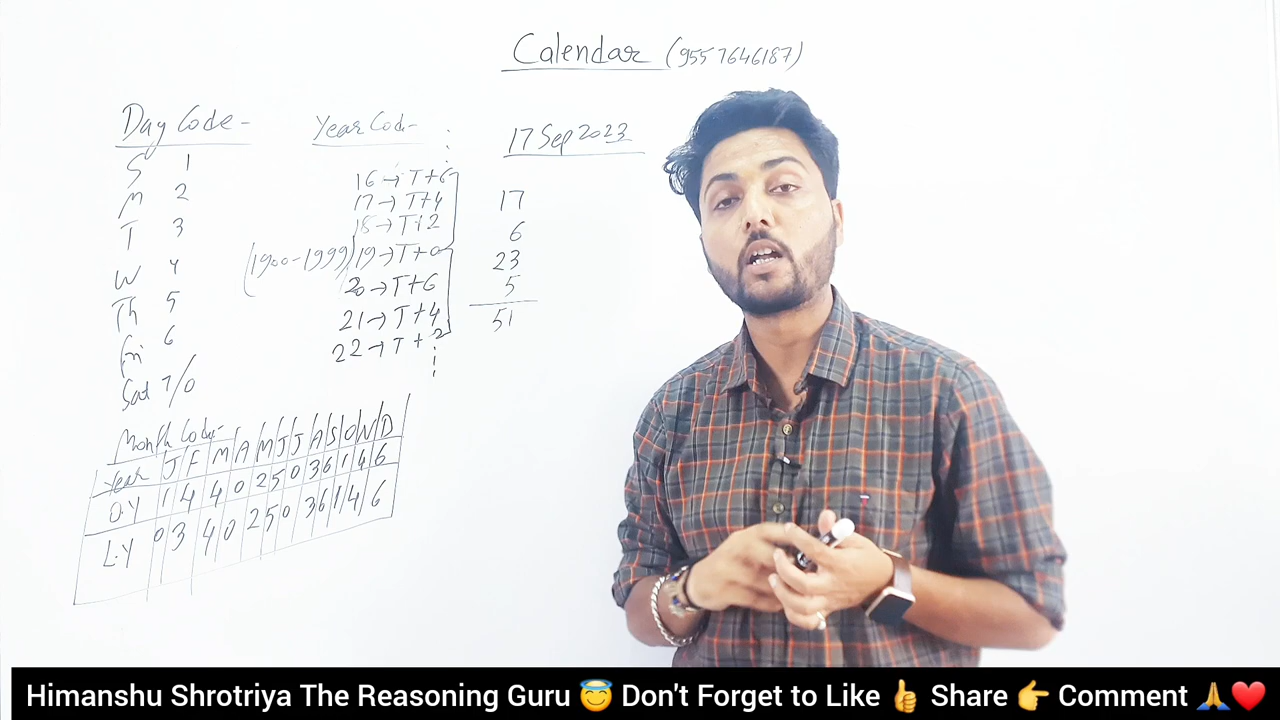 Calendar (9557646187)
Day Code -
S 1
M 2
T 3
W 4
Th 5
Fri 6
Sat 7/0
Year Code -
16 → T+6
17 → T+4
18 → T+2
(1900-1999) 19 → T+0
20 → T+6
21 → T+4
22 → T+2
17 Sep 2023
17
6
23
5
51
Month Code -
Year J F M A M J J A S O N D
O.Y 1 4 4 0 2 5 0 3 6 1 4 6
L.Y 0 3 4 0 2 5 0 3 6 1 4 6
Himanshu Shrotriya The Reasoning Guru 😇 Don't Forget to Like 👍 Share 👉 Comment 🙏❤️